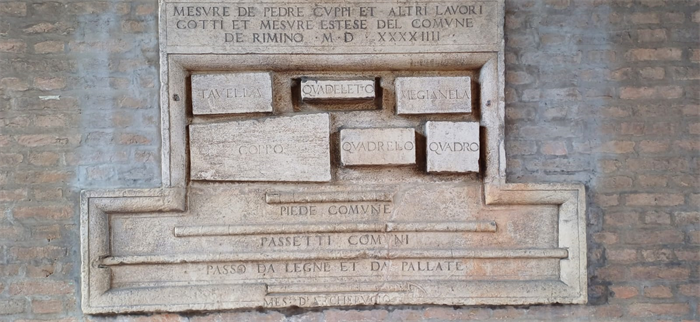 MESVRE DE PEDRE CVPPI ET ALTRI LAVORI
COTTI ET MESVRE ESTESE DEL COMVNE
DE RIMINO · M D XXXXIIII ·
TAVELLA QVADELETO MEGIANELA
COPPO QVADRELO QVADRO
PIEDE COMVNE
PASSETTI COMVNI
PASSO DA LEGNE ET DA PALLATE